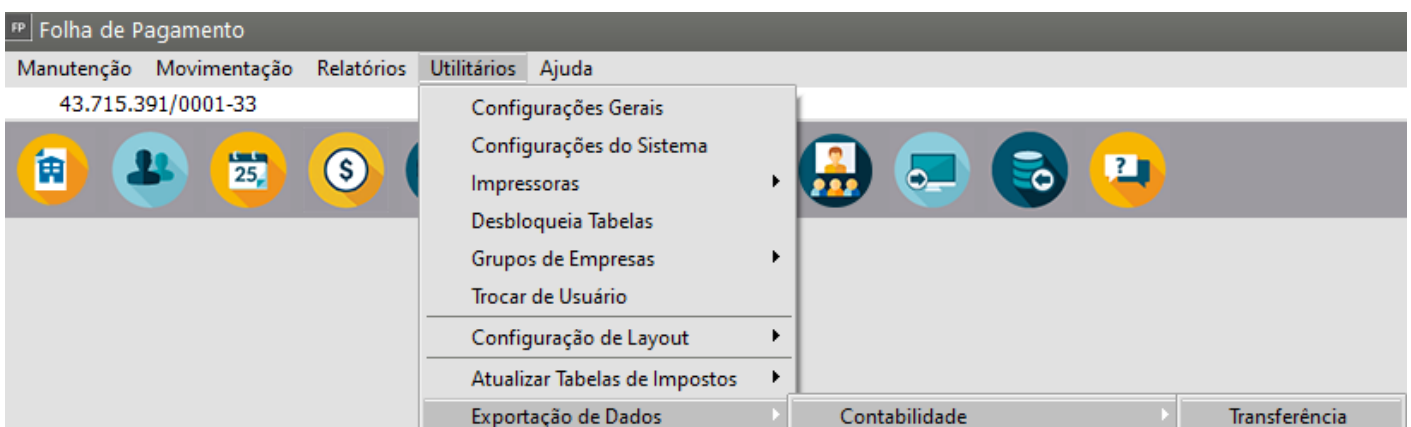 FP Folha de Pagamento
Manutenção Movimentação Relatórios Utilitários Ajuda
43.715.391/0001-33
Configurações Gerais
Configurações do Sistema
25
$
?
Impressoras
Desbloqueia Tabelas
Grupos de Empresas
Trocar de Usuário
Configuração de Layout
Atualizar Tabelas de Impostos
Exportação de Dados Contabilidade Transferência